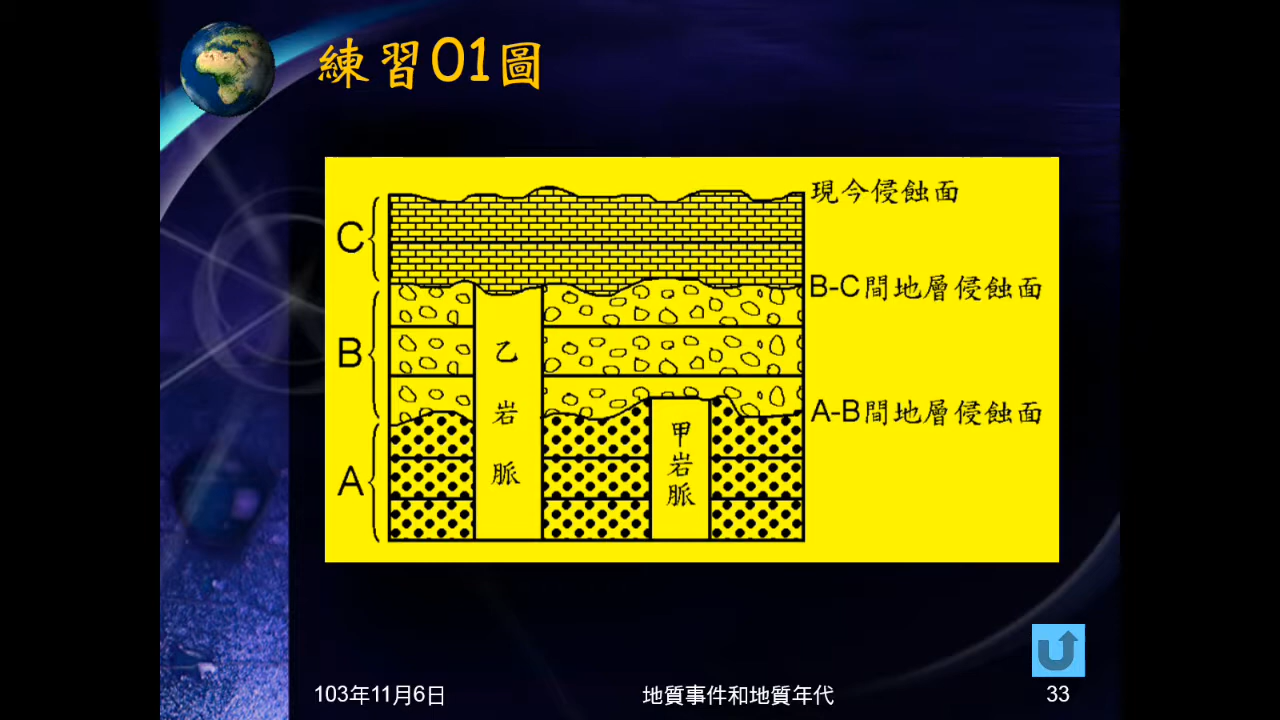 練習01圖
現今侵蝕面
C
B-C間地層侵蝕面
B
乙岩脈
A-B間地層侵蝕面
甲岩脈
A
103年11月6日
地質事件和地質年代
33